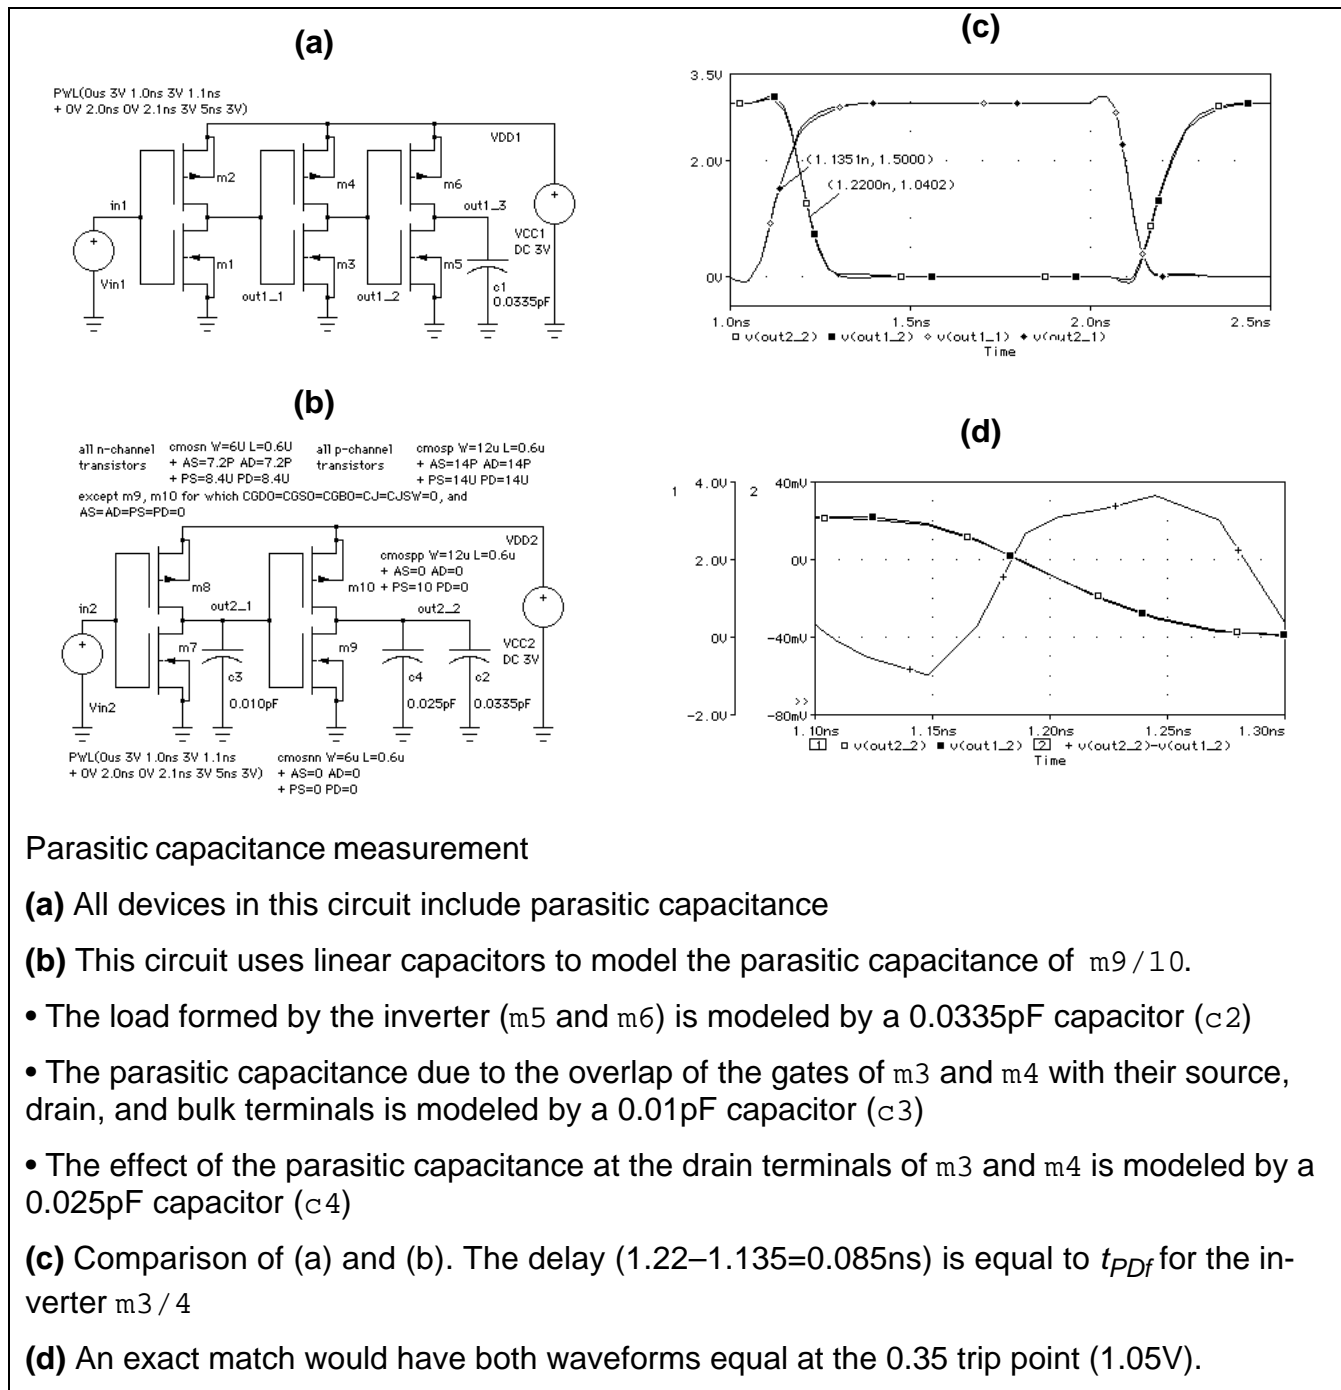 (a)
PWL(0us 3V 1.0ns 3V 1.1ns
+ 0V 2.0ns 0V 2.1ns 3V 5ns 3V)
VDD1
m2
m4
m6
in1
out1_3
VCC1
DC 3V
m1
m3
m5
Vin1
out1_1
out1_2
c1
0.0335pF
(c)
3.5V
2.0V
0V
(1.1351n,1.5000)
(1.2200n,1.0402)
1.0ns
1.5ns
2.0ns
2.5ns
v(out2_2)
v(out1_2)
v(out1_1)
v(out2_1)
Time
(b)
all n-channel
transistors
cmosn W=6U L=0.6U
+ AS=7.2P AD=7.2P
+ PS=8.4U PD=8.4U
all p-channel
transistors
cmosp W=12u L=0.6u
+ AS=14P AD=14P
+ PS=14U PD=14U
except m9, m10 for which CGDO=CGSO=CGBO=CJ=CJSW=0, and
AS=AD=PS=PD=0
VDD2
cmospp W=12u L=0.6u
+ AS=0 AD=0
+ PS=10 PD=0
m8
m10
in2
out2_1
out2_2
m7
m9
VCC2
DC 3V
c3
0.010pF
c4
0.025pF
c2
0.0335pF
Vin2
PWL(0us 3V 1.0ns 3V 1.1ns
+ 0V 2.0ns 0V 2.1ns 3V 5ns 3V)
cmosnn W=6u L=0.6u
+ AS=0 AD=0
+ PS=0 PD=0
(d)
1
4.0V
2.0V
0V
-2.0V
2
40mV
0V
-40mV
-80mV
>>
1.10ns
1.15ns
1.20ns
1.25ns
1.30ns
1 v(out2_2) v(out1_2) 2 + v(out2_2)-v(out1_2)
Time
Parasitic capacitance measurement
(a) All devices in this circuit include parasitic capacitance
(b) This circuit uses linear capacitors to model the parasitic capacitance of m9/10.
• The load formed by the inverter (m5 and m6) is modeled by a 0.0335pF capacitor (c2)
• The parasitic capacitance due to the overlap of the gates of m3 and m4 with their source,
drain, and bulk terminals is modeled by a 0.01pF capacitor (c3)
• The effect of the parasitic capacitance at the drain terminals of m3 and m4 is modeled by a
0.025pF capacitor (c4)
(c) Comparison of (a) and (b). The delay (1.22–1.135=0.085ns) is equal to tPDf for the in-
verter m3/4
(d) An exact match would have both waveforms equal at the 0.35 trip point (1.05V).